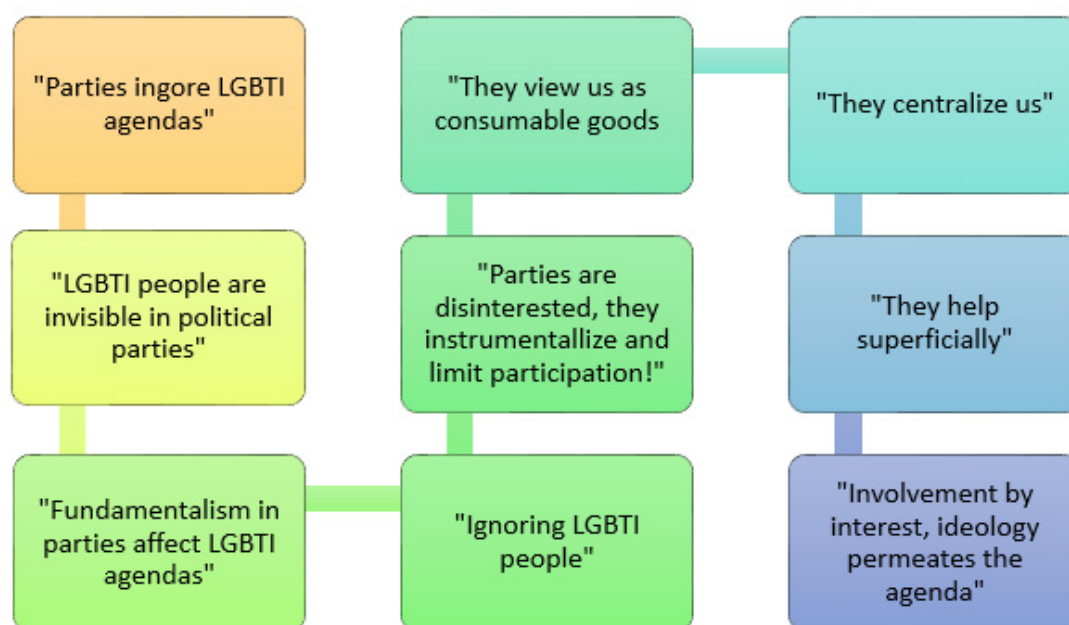 "Parties ingore LGBTI
agendas"
"LGBTI people are
invisible in political
parties"
"Fundamentalism in
parties affect LGBTI
agendas"
"Ignoring LGBTI
people"
"Parties are
disinterested, they
instrumentallize and
limit participation!"
"They view us as
consumable goods
"They centralize us"
"They help
superficially"
"Involvement by
interest, ideology
permeates the
agenda"